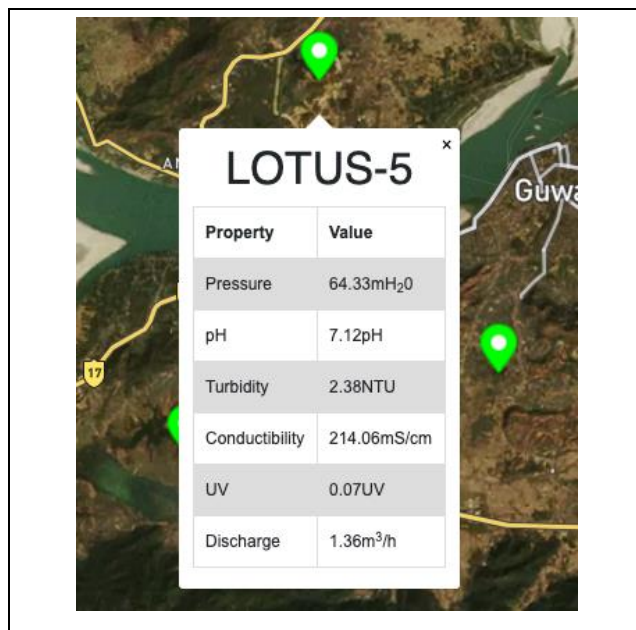 ×
LOTUS-5
Property Value
Pressure 64.33mH₂0
pH 7.12pH
Turbidity 2.38NTU
Conductibility 214.06mS/cm
UV 0.07UV
Discharge 1.36m³/h
Guwa
17